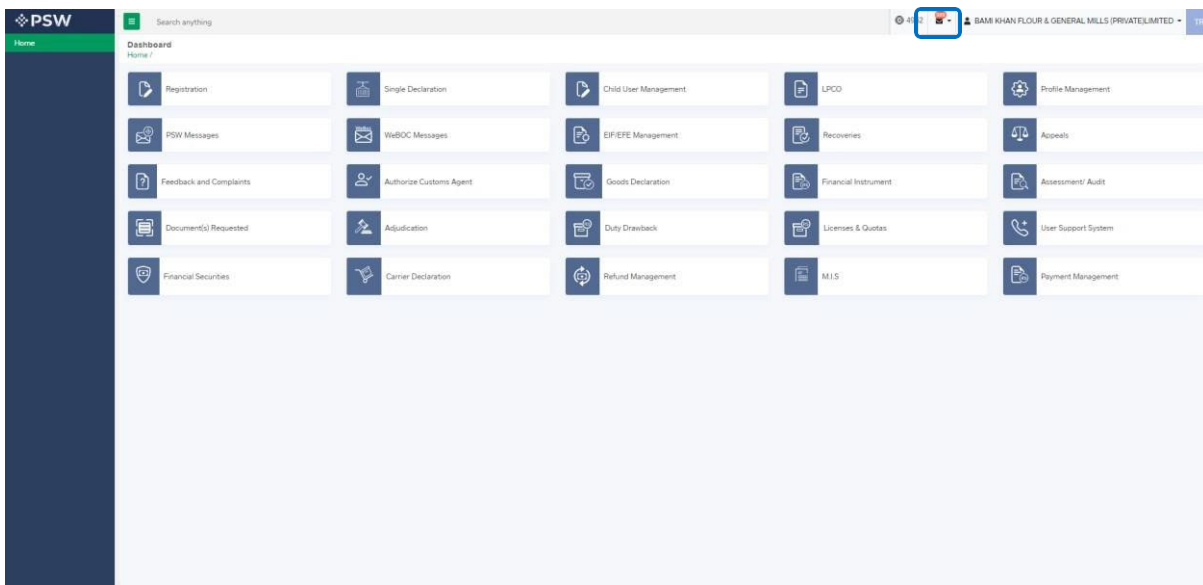 PSW
Search anything
BAMI KHAN FLOUR & GENERAL MILLS (PRIVATE)LIMITED
TR
Home
Dashboard
Home /
Registration
Single Declaration
Child User Management
LPCO
Profile Management
PSW Messages
WeBOC Messages
EIF/EFE Management
Recoveries
Appeals
Feedback and Complaints
Authorize Customs Agent
Goods Declaration
Financial Instrument
Assessment/ Audit
Document(s) Requested
Adjudication
Duty Drawback
Licenses & Quotas
User Support System
Financial Securities
Carrier Declaration
Refund Management
M.I.S
Payment Management